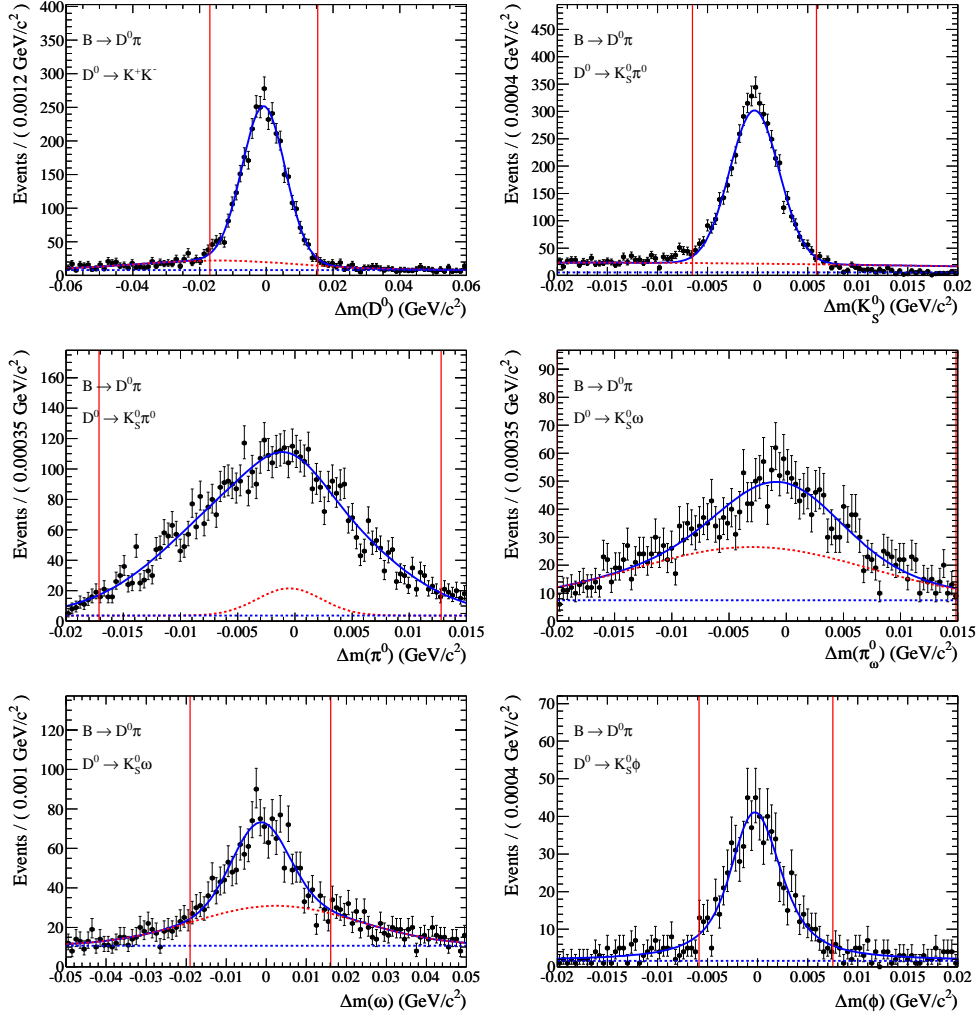 Events / ( 0.0012 GeV/c² )
400
350
300
250
200
150
100
50
0
B → D⁰π
D⁰ → K⁺K⁻
-0.06 -0.04 -0.02 0 0.02 0.04 0.06
Δm(D⁰) (GeV/c²)
Events / ( 0.0004 GeV/c² )
450
400
350
300
250
200
150
100
50
0
B → D⁰π
D⁰ → K_S⁰π⁰
-0.02 -0.015 -0.01 -0.005 0 0.005 0.01 0.015 0.02
Δm(K_S⁰) (GeV/c²)
Events / ( 0.00035 GeV/c² )
160
140
120
100
80
60
40
20
0
B → D⁰π
D⁰ → K_S⁰π⁰
-0.02 -0.015 -0.01 -0.005 0 0.005 0.01 0.015
Δm(π⁰) (GeV/c²)
Events / ( 0.00035 GeV/c² )
90
80
70
60
50
40
30
20
10
0
B → D⁰π
D⁰ → K_S⁰ω
-0.02 -0.015 -0.01 -0.005 0 0.005 0.01 0.015
Δm(π_ω⁰) (GeV/c²)
Events / ( 0.001 GeV/c² )
120
100
80
60
40
20
0
B → D⁰π
D⁰ → K_S⁰ω
-0.05 -0.04 -0.03 -0.02 -0.01 0 0.01 0.02 0.03 0.04 0.05
Δm(ω) (GeV/c²)
Events / ( 0.0004 GeV/c² )
70
60
50
40
30
20
10
0
B → D⁰π
D⁰ → K_S⁰ϕ
-0.02 -0.015 -0.01 -0.005 0 0.005 0.01 0.015 0.02
Δm(ϕ) (GeV/c²)